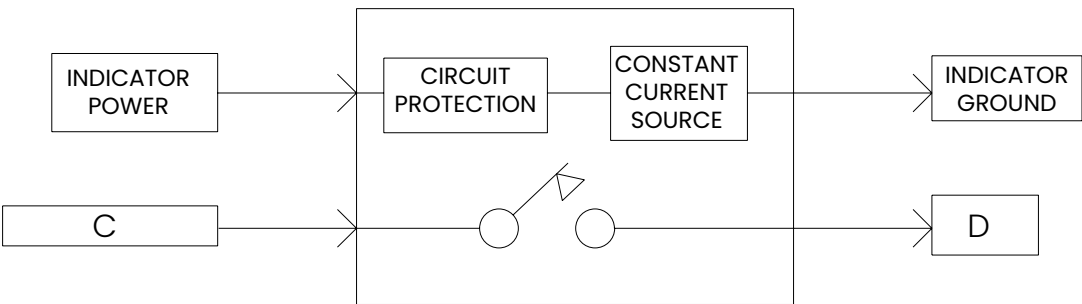 INDICATOR
POWER
CIRCUIT
PROTECTION
CONSTANT
CURRENT
SOURCE
INDICATOR
GROUND
C
D